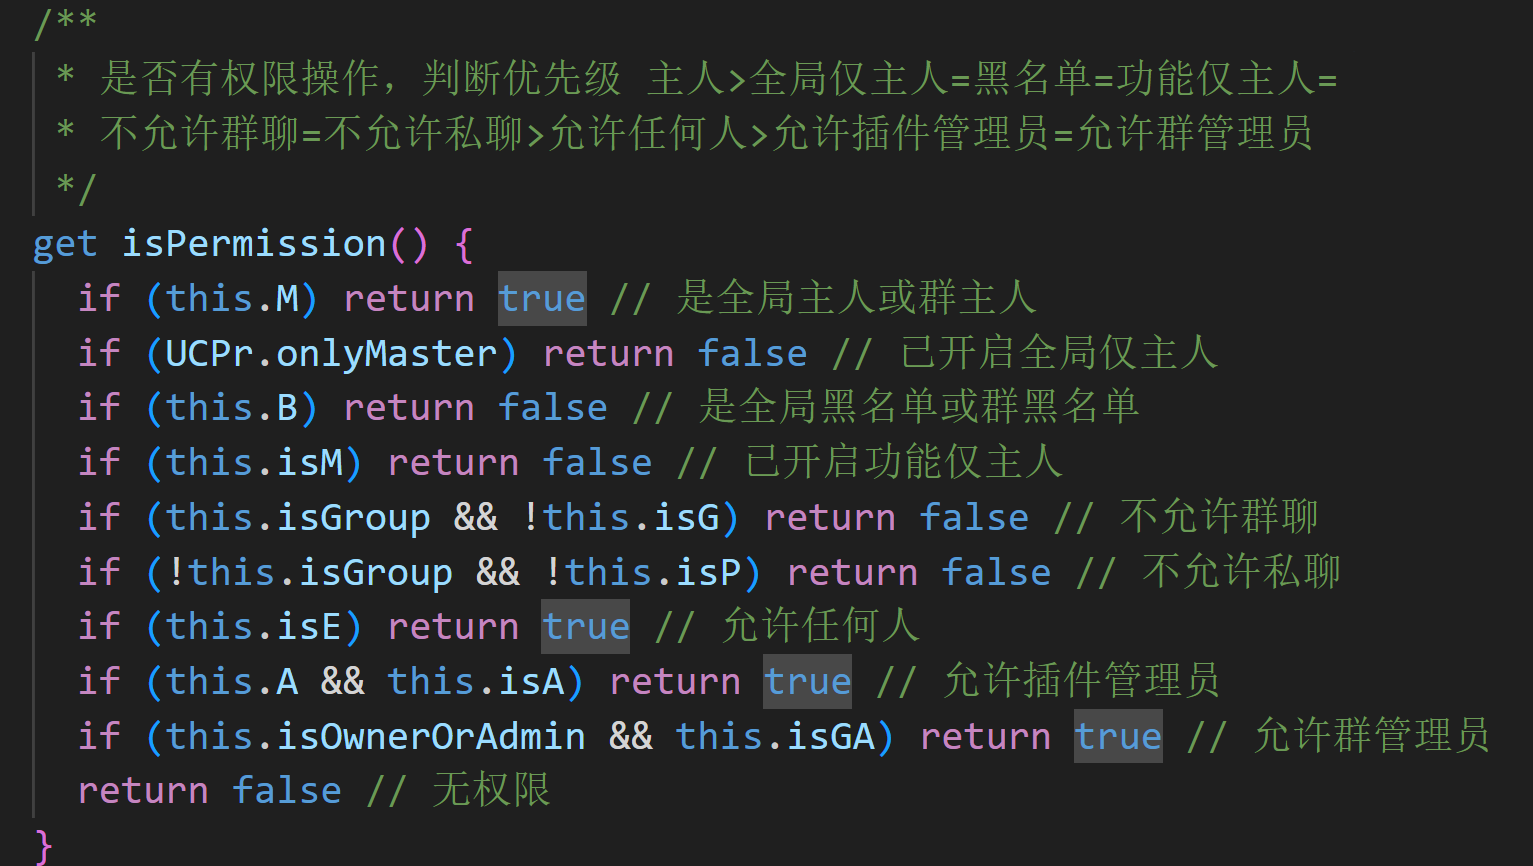 /**
* 是否有权限操作，判断优先级 主人>全局仅主人=黑名单=功能仅主人=
* 不允许群聊=不允许私聊>允许任何人>允许插件管理员=允许群管理员
*/
get isPermission() {
if (this.M) return true // 是全局主人或群主人
if (UCPr.onlyMaster) return false // 已开启全局仅主人
if (this.B) return false // 是全局黑名单或群黑名单
if (this.isM) return false // 已开启功能仅主人
if (this.isGroup && !this.isG) return false // 不允许群聊
if (!this.isGroup && !this.isP) return false // 不允许私聊
if (this.isE) return true // 允许任何人
if (this.A && this.isA) return true // 允许插件管理员
if (this.isOwnerOrAdmin && this.isGA) return true // 允许群管理员
return false // 无权限
}